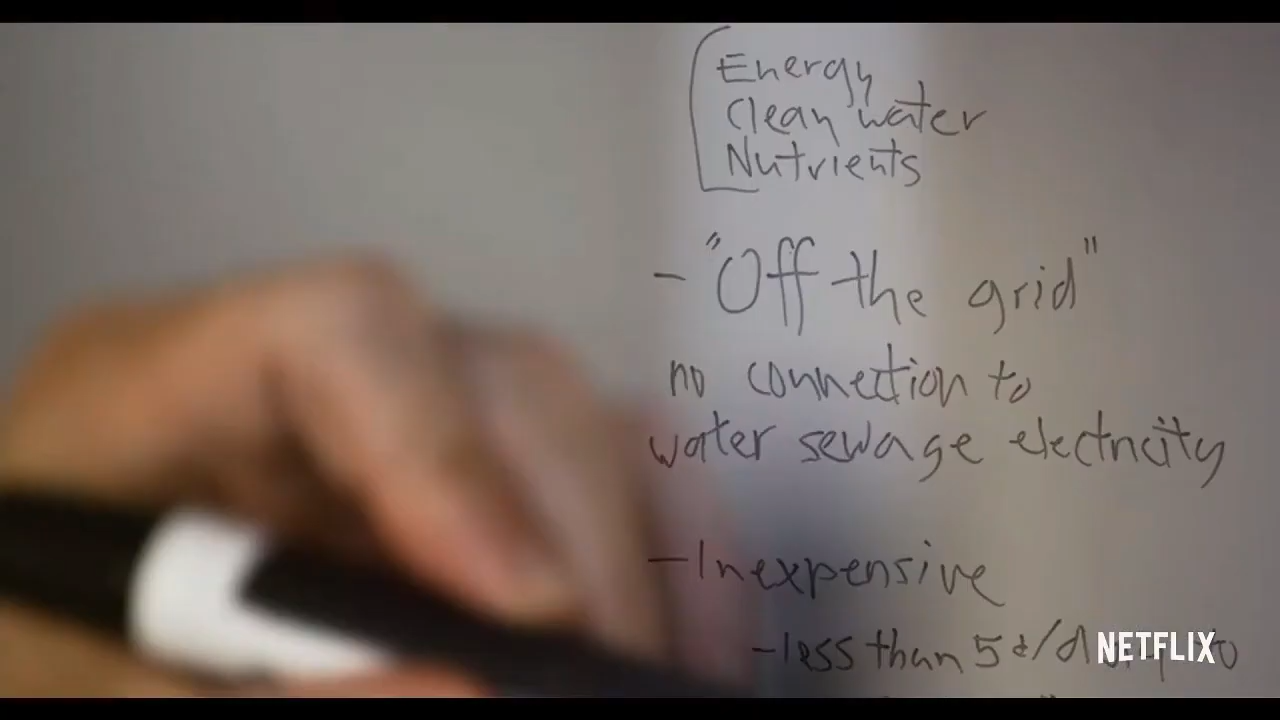 Energy
Clean water
Nutrients
- "Off the grid"
no connection to
water sewage electricity
- Inexpensive
- less than 5¢/
NETFLIX